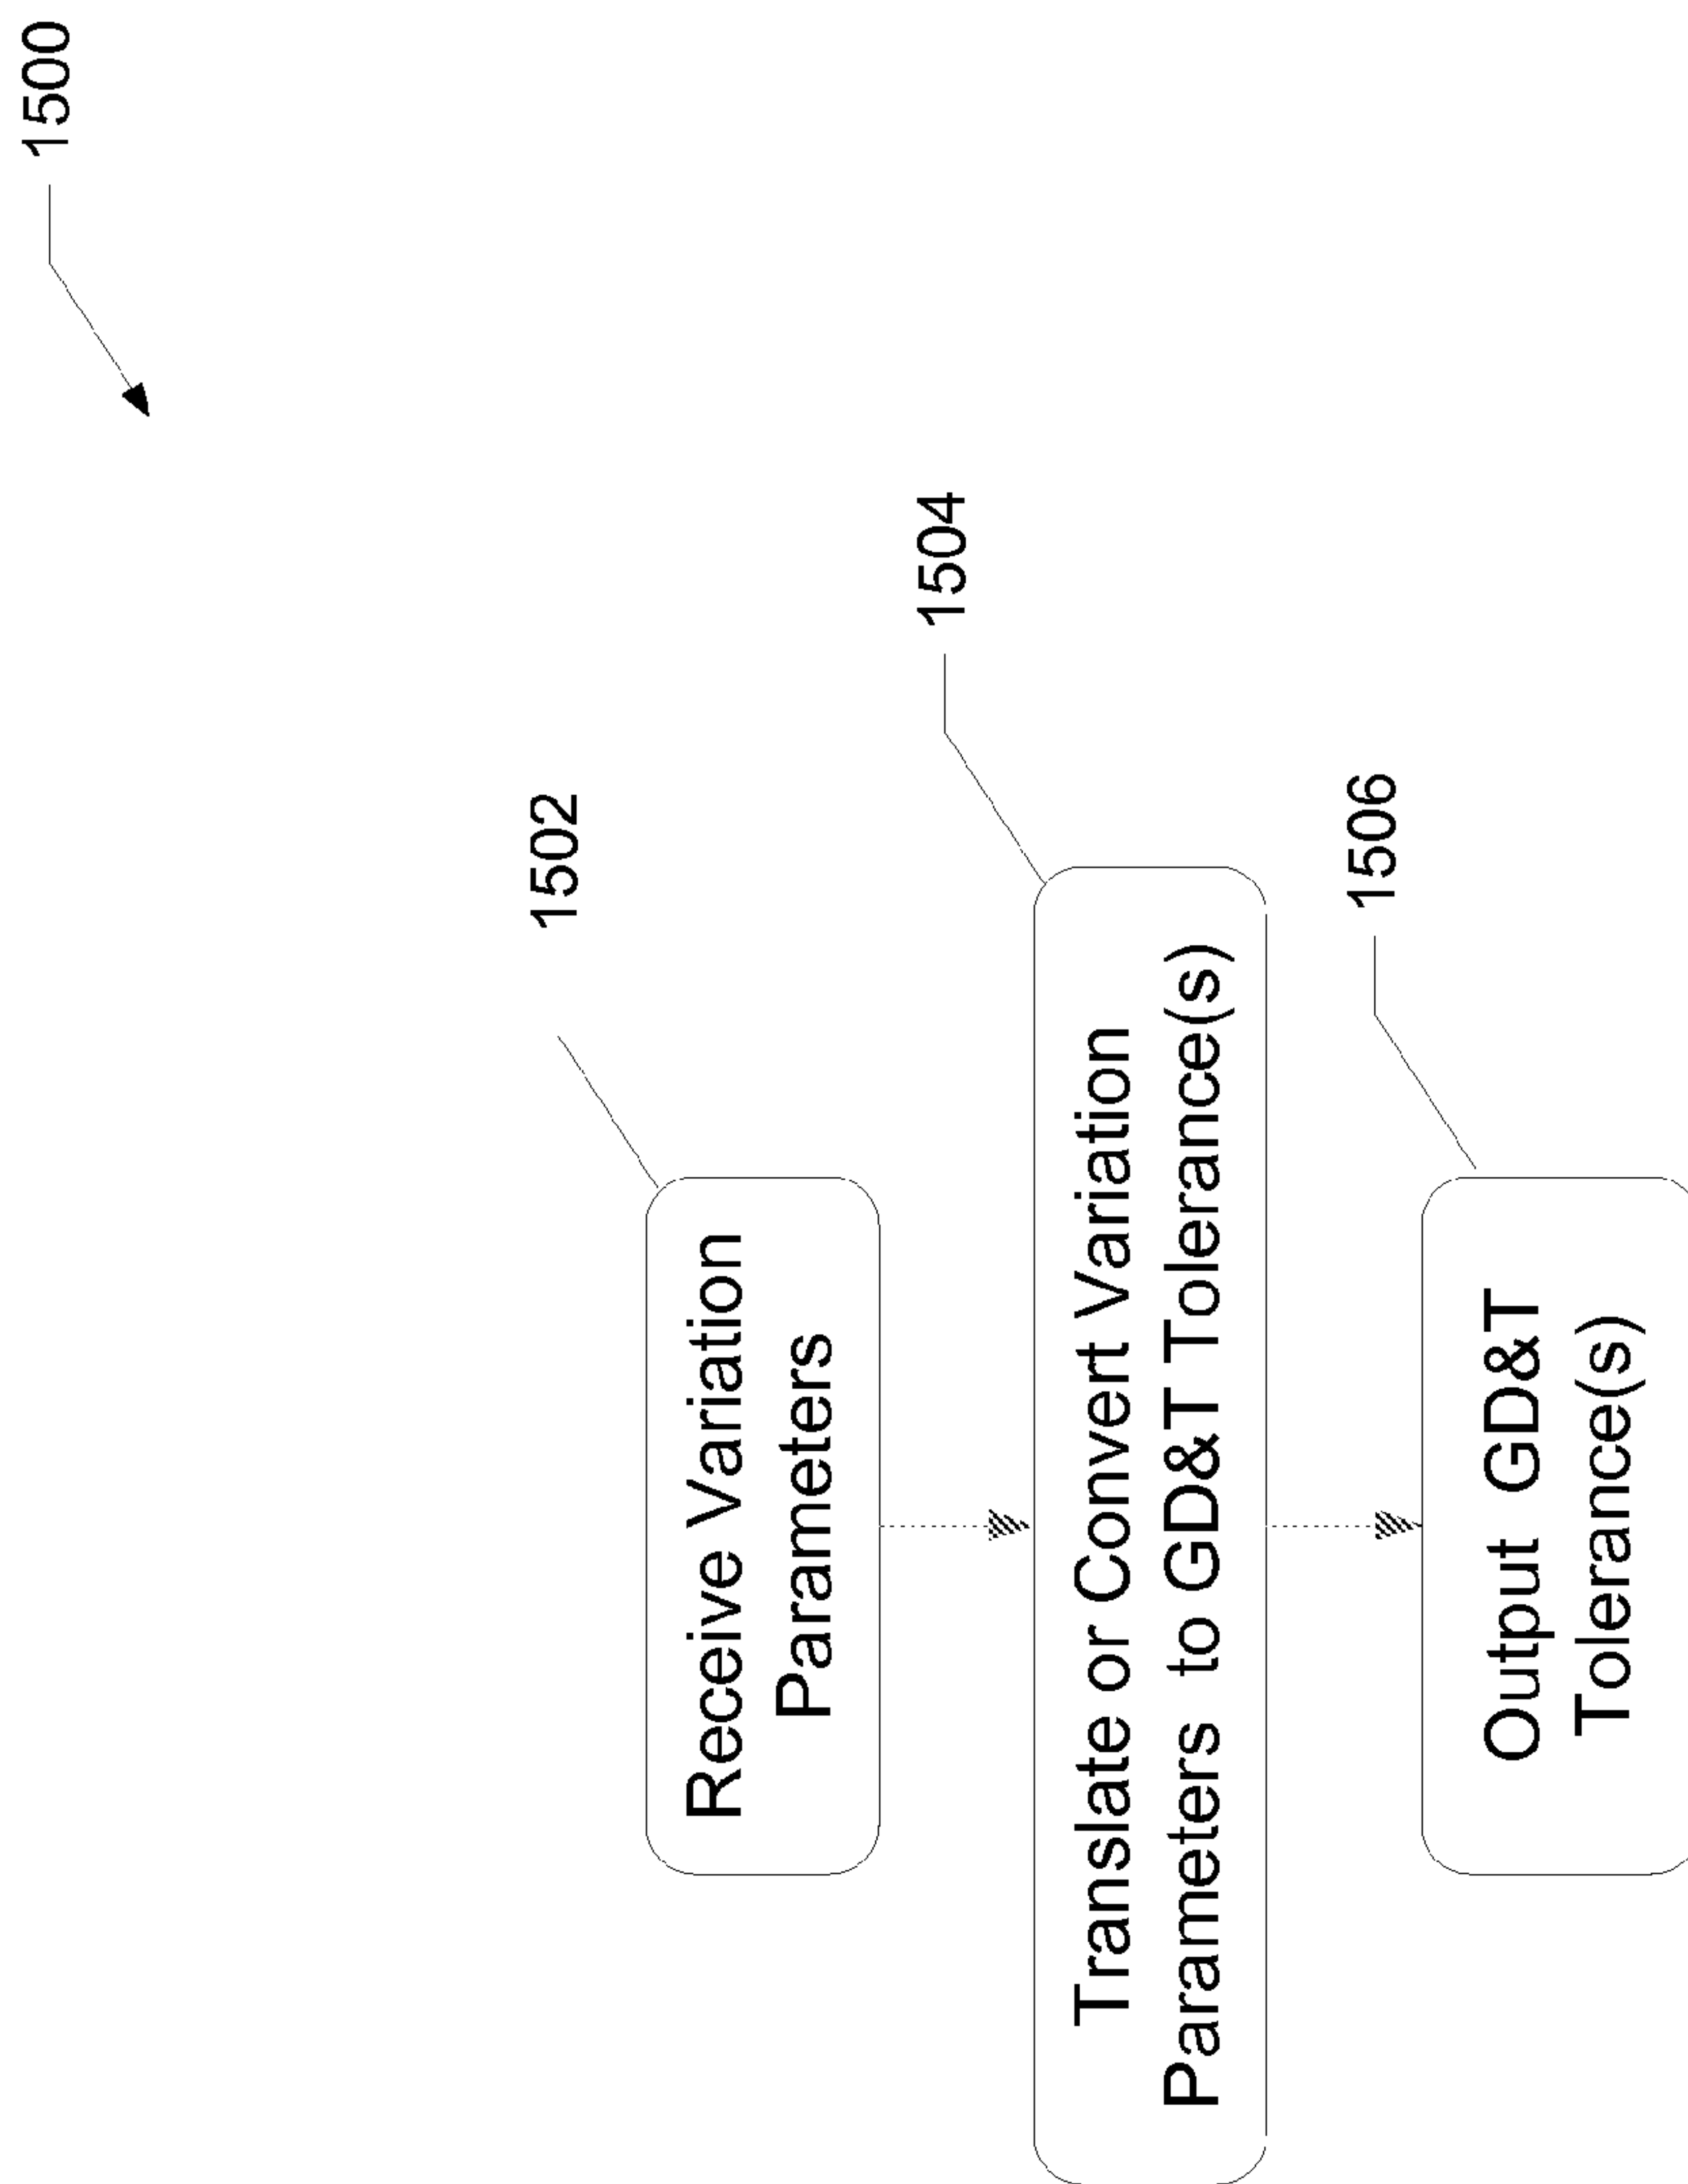 1500
1502
Receive Variation
Parameters
1504
Translate or Convert Variation
Parameters to GD&T Tolerance(s)
1506
Output GD&T
Tolerance(s)